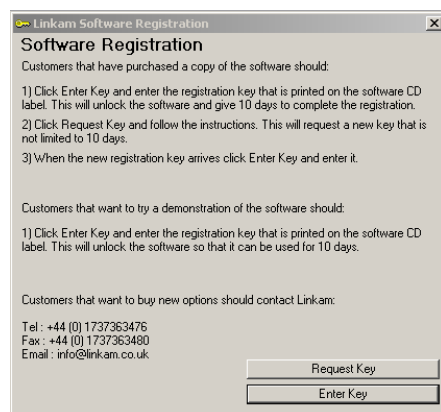 Linkam Software Registration
Software Registration
Customers that have purchased a copy of the software should:
1) Click Enter Key and enter the registration key that is printed on the software CD
label. This will unlock the software and give 10 days to complete the registration.
2) Click Request Key and follow the instructions. This will request a new key that is
not limited to 10 days.
3) When the new registration key arrives click Enter Key and enter it.
Customers that want to try a demonstration of the software should:
1) Click Enter Key and enter the registration key that is printed on the software CD
label. This will unlock the software so that it can be used for 10 days.
Customers that want to buy new options should contact Linkam:
Tel : +44 (0) 1737363476
Fax : +44 (0) 1737363480
Email : info@linkam.co.uk
Request Key
Enter Key